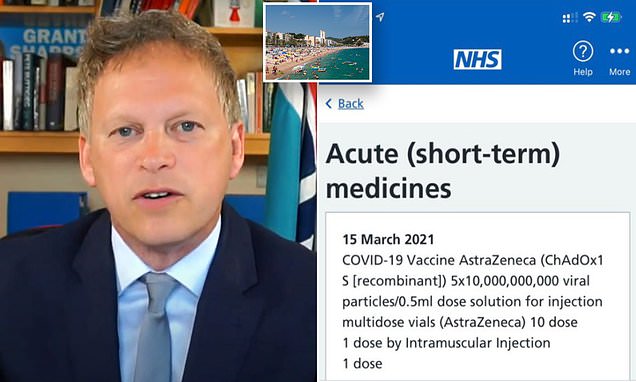 GRANT
SHAPPS
NHS
Help
More
Back
Acute (short-term)
medicines
15 March 2021
COVID-19 Vaccine AstraZeneca (ChAdOx1
S [recombinant]) 5x10,000,000,000 viral
particles/0.5ml dose solution for injection
multidose vials (AstraZeneca) 10 dose
1 dose by Intramuscular Injection
1 dose